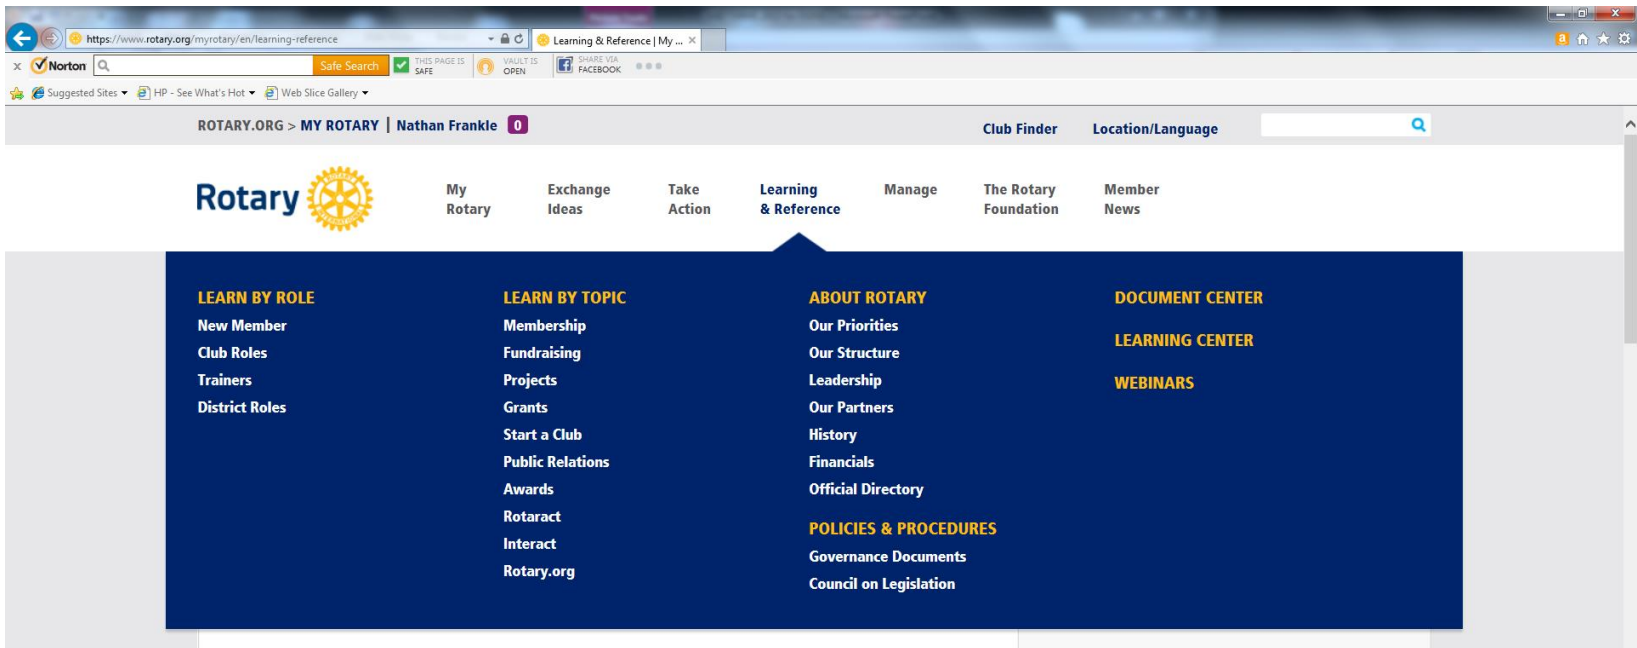 https://www.rotary.org/myrotary/en/learning-reference
Learning & Reference | My ... ×
x Norton Safe Search THIS PAGE IS SAFE VAULT IS OPEN SHARE VIA FACEBOOK
Suggested Sites HP - See What's Hot Web Slice Gallery
ROTARY.ORG > MY ROTARY | Nathan Frankle 0 Club Finder Location/Language
Rotary
My Rotary
Exchange Ideas
Take Action
Learning & Reference
Manage
The Rotary Foundation
Member News
LEARN BY ROLE
New Member
Club Roles
Trainers
District Roles
LEARN BY TOPIC
Membership
Fundraising
Projects
Grants
Start a Club
Public Relations
Awards
Rotaract
Interact
Rotary.org
ABOUT ROTARY
Our Priorities
Our Structure
Leadership
Our Partners
History
Financials
Official Directory
POLICIES & PROCEDURES
Governance Documents
Council on Legislation
DOCUMENT CENTER
LEARNING CENTER
WEBINARS